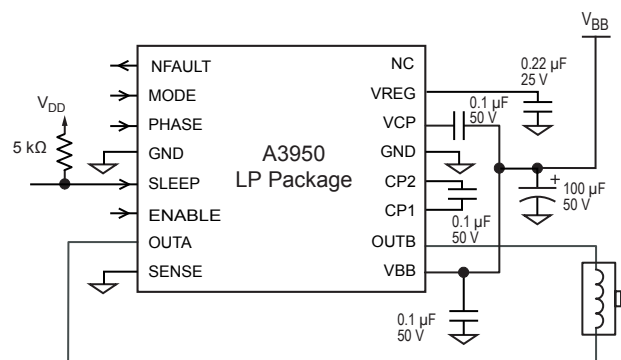 V_BB
NFAULT
NC
0.22 µF
25 V
MODE
VREG
V_DD
0.1 µF
50 V
PHASE
VCP
5 kΩ
GND
A3950
LP Package
GND
SLEEP
CP2
+
100 µF
50 V
ENABLE
CP1
0.1 µF
50 V
OUTA
OUTB
SENSE
VBB
0.1 µF
50 V